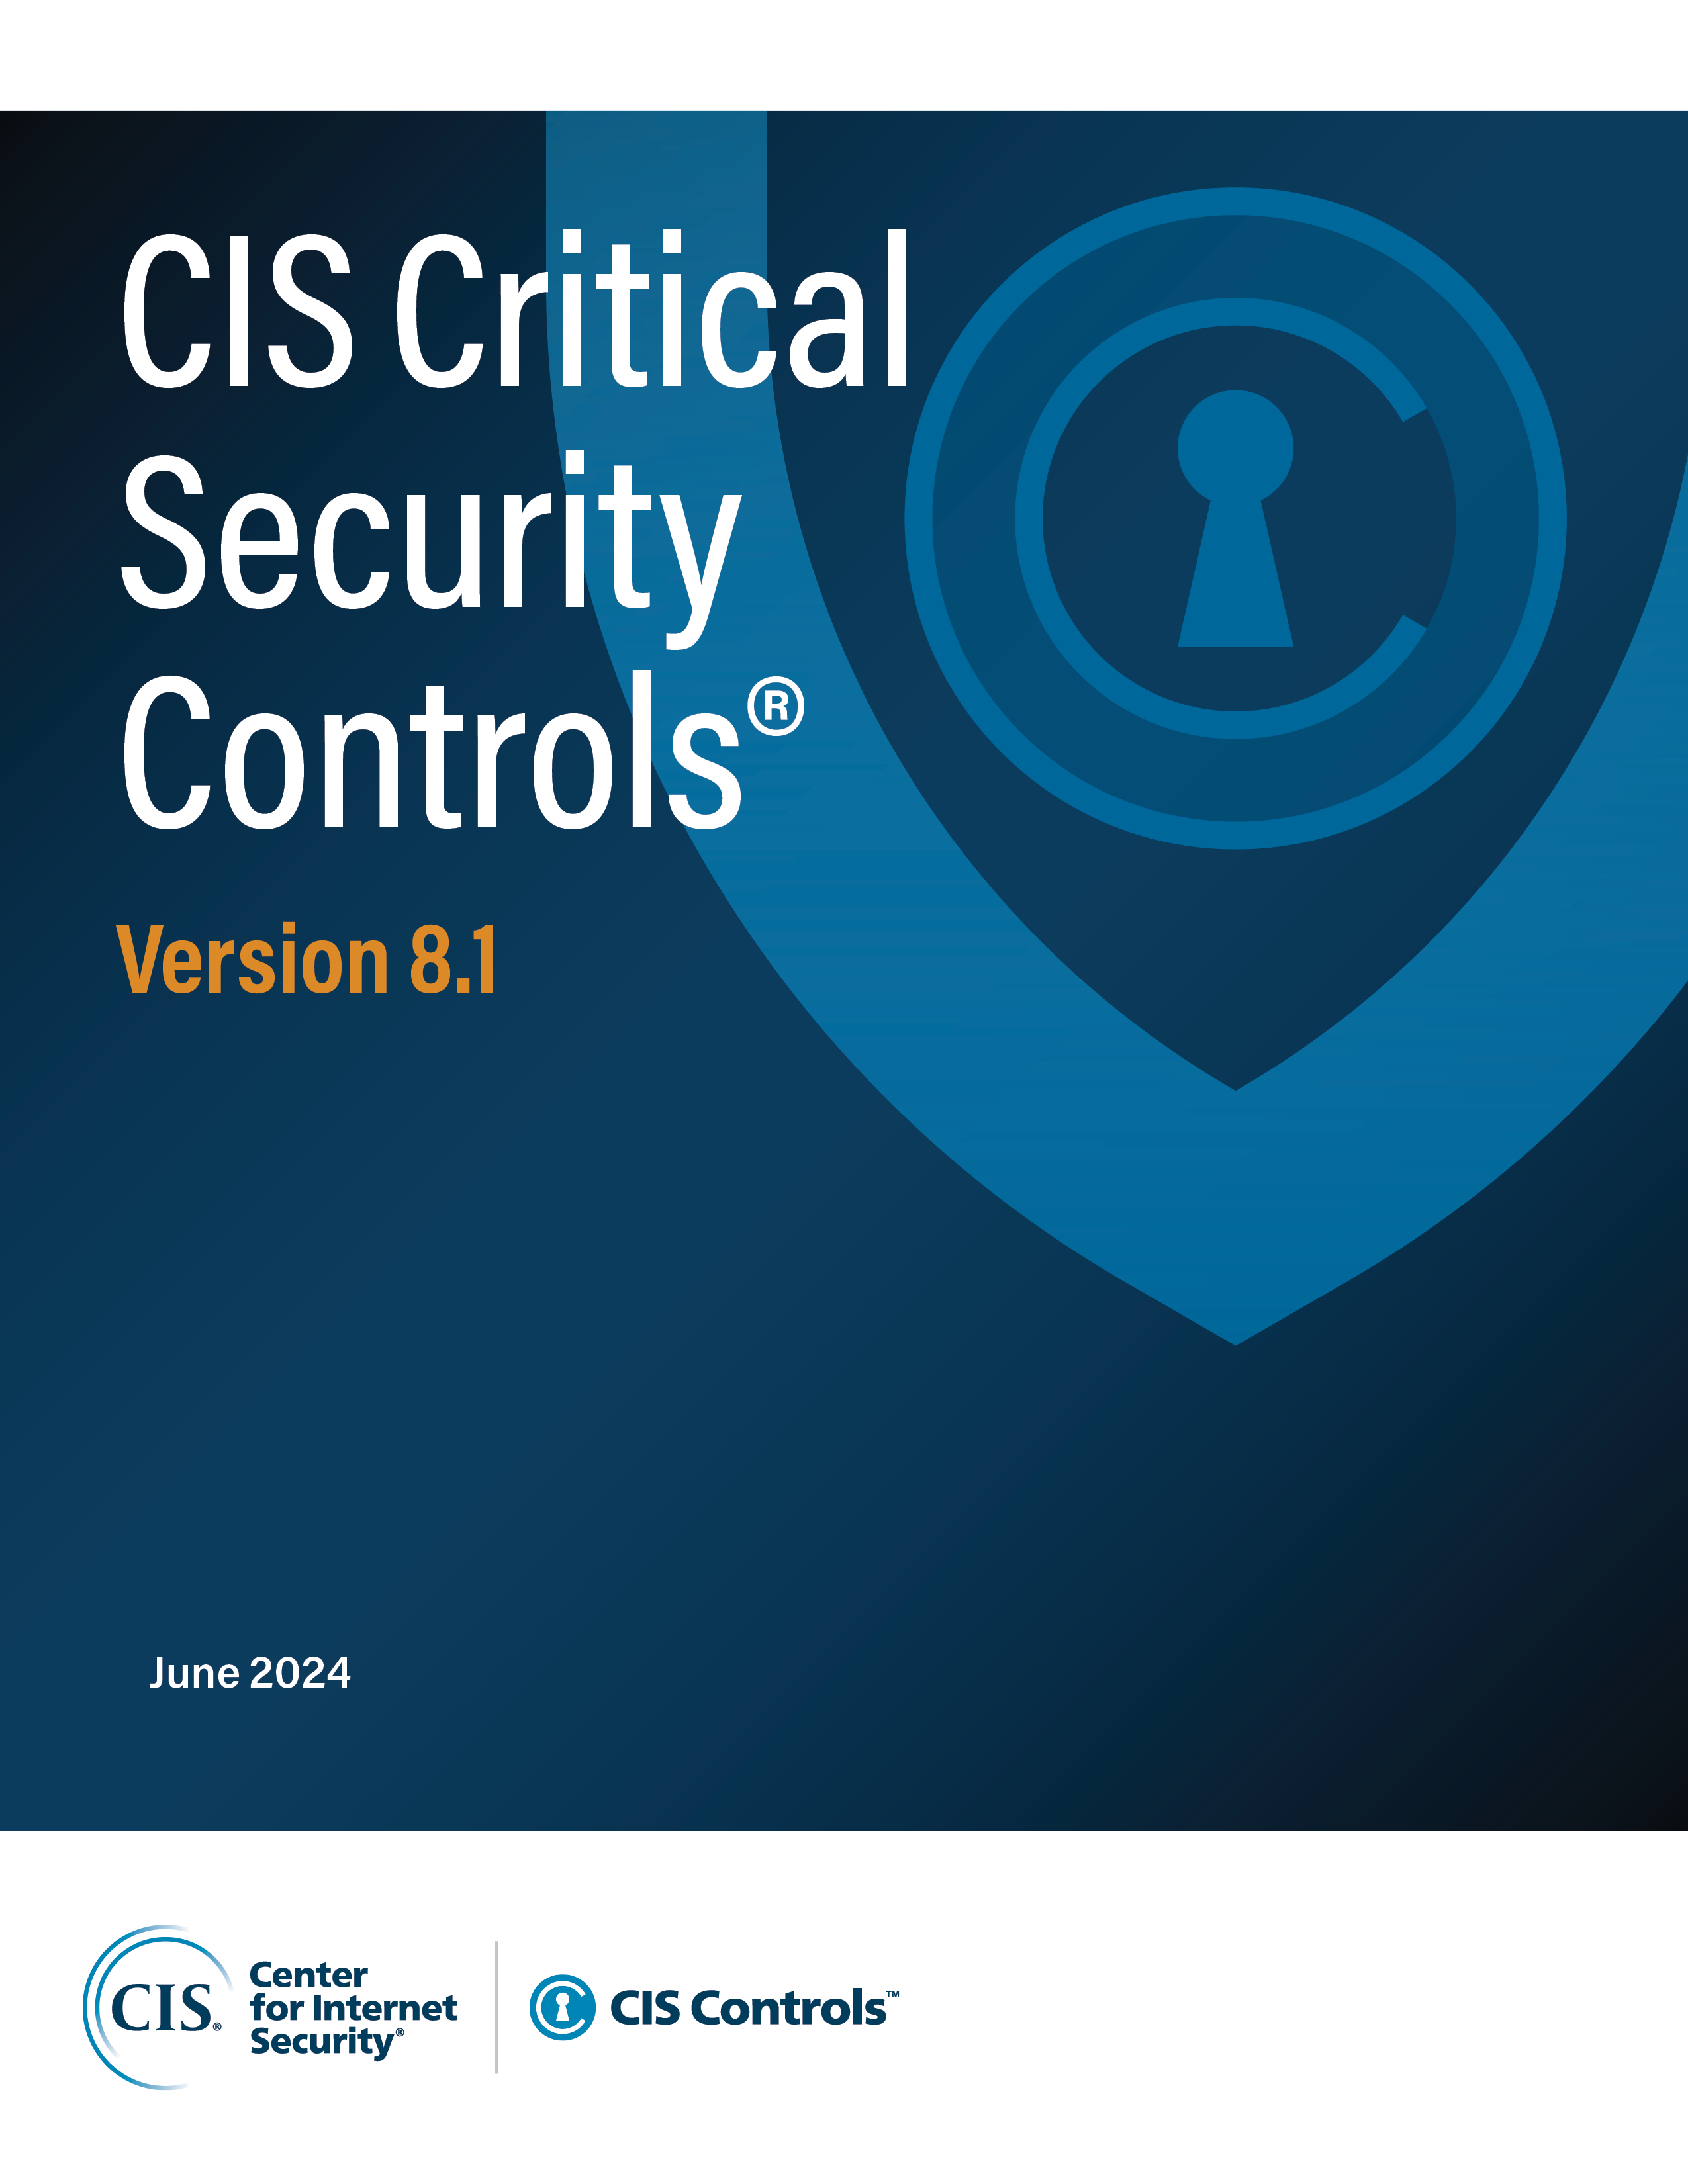 CIS Critical
Security
Controls®
Version 8.1
June 2024
CIS®
Center
for Internet
Security®
CIS Controls™